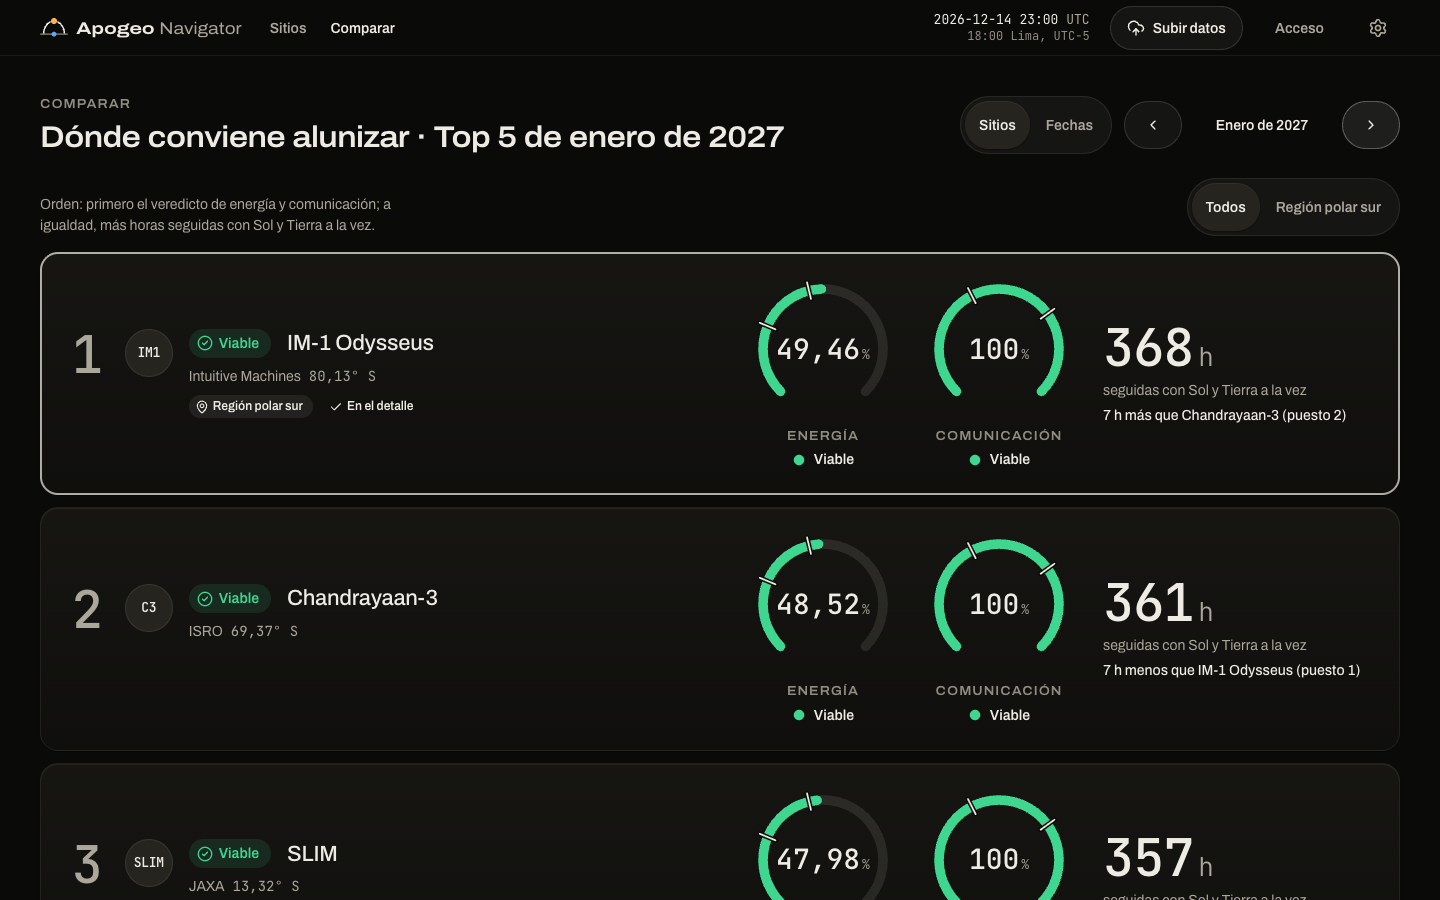 Apogeo Navigator
Sitios
Comparar
2026-12-14 23:00 UTC
18:00 Lima, UTC-5
Subir datos
Acceso
COMPARAR
Dónde conviene alunizar · Top 5 de enero de 2027
Sitios
Fechas
Enero de 2027
Orden: primero el veredicto de energía y comunicación; a
igualdad, más horas seguidas con Sol y Tierra a la vez.
Todos
Región polar sur
1
IM1
Viable
IM-1 Odysseus
Intuitive Machines 80,13° S
Región polar sur
En el detalle
49,46%
ENERGÍA
Viable
100%
COMUNICACIÓN
Viable
368 h
seguidas con Sol y Tierra a la vez
7 h más que Chandrayaan-3 (puesto 2)
2
C3
Viable
Chandrayaan-3
ISRO 69,37° S
48,52%
ENERGÍA
Viable
100%
COMUNICACIÓN
Viable
361 h
seguidas con Sol y Tierra a la vez
7 h menos que IM-1 Odysseus (puesto 1)
3
SLIM
Viable
SLIM
JAXA 13,32° S
47,98%
100%
357 h
seguidas con Sol y Tierra a la vez